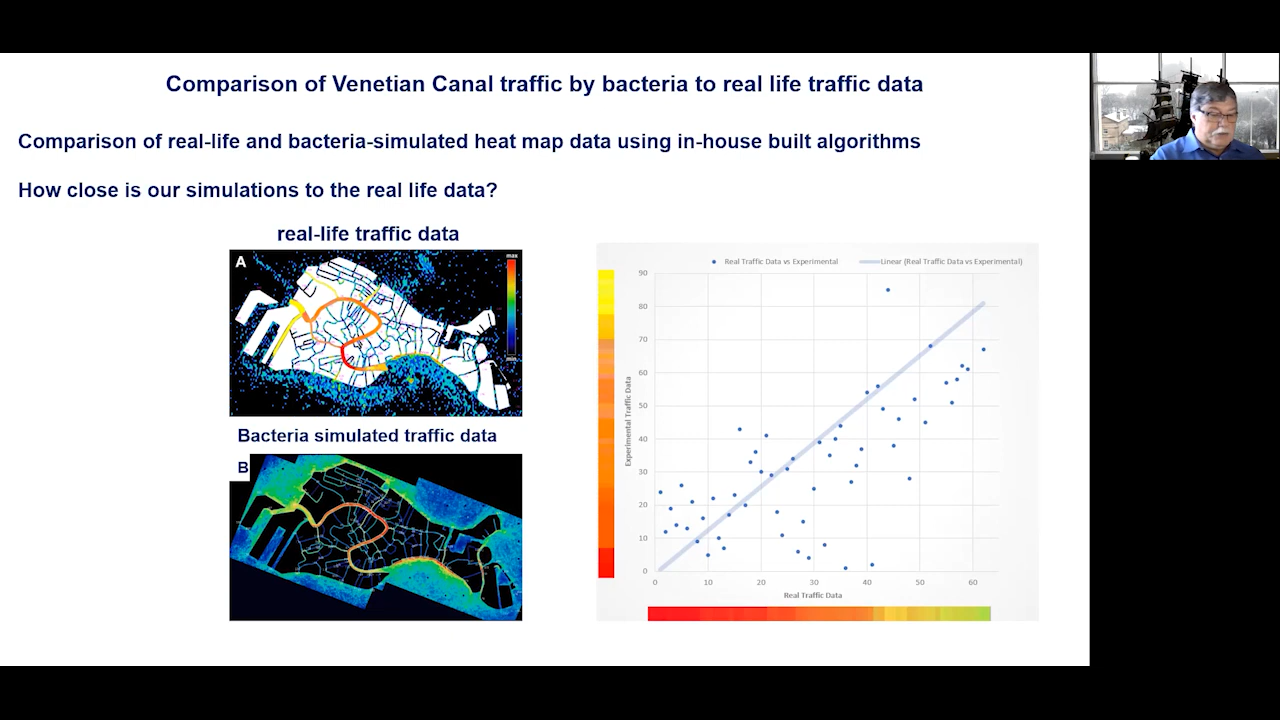 Comparison of Venetian Canal traffic by bacteria to real life traffic data
Comparison of real-life and bacteria-simulated heat map data using in-house built algorithms
How close is our simulations to the real life data?
real-life traffic data
A
max
min
Bacteria simulated traffic data
B
Real Traffic Data vs Experimental
Linear (Real Traffic Data vs Experimental)
Experimental Traffic Data
90
80
70
60
50
40
30
20
10
0
0 10 20 30 40 50 60
Real Traffic Data